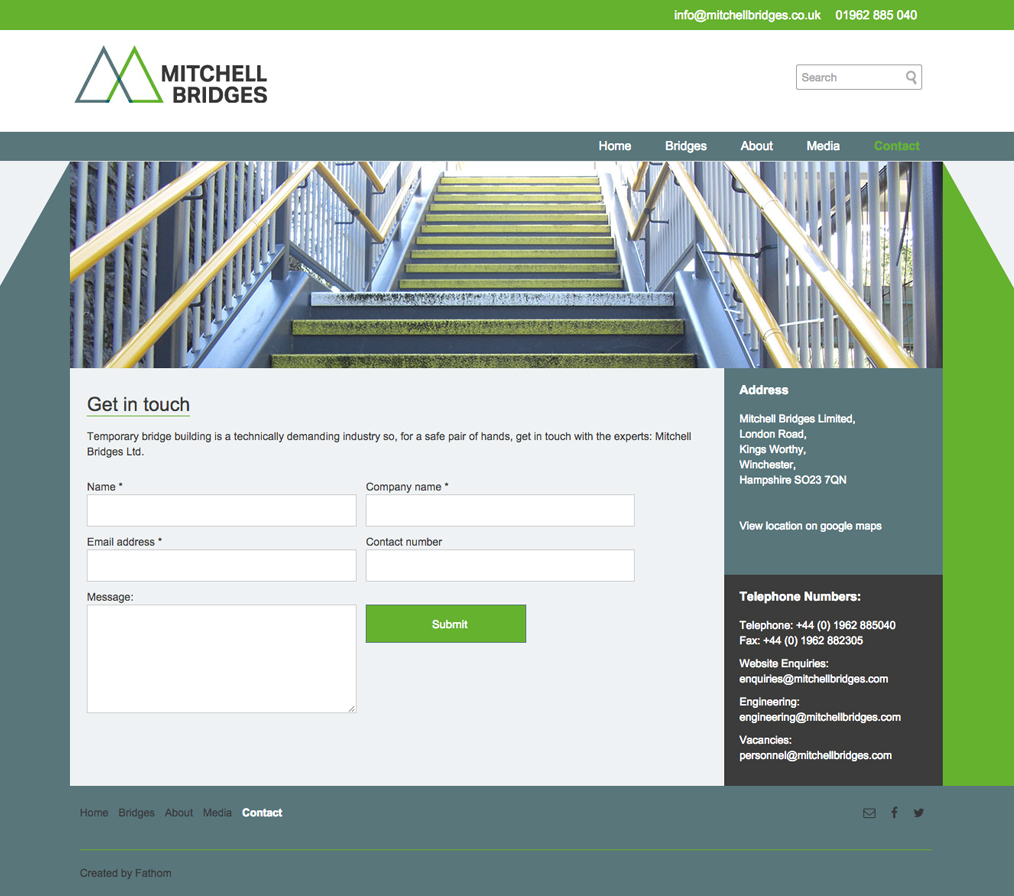 info@mitchellbridges.co.uk 01962 885 040
MITCHELL
BRIDGES
Search
Home Bridges About Media Contact
Get in touch
Temporary bridge building is a technically demanding industry so, for a safe pair of hands, get in touch with the experts: Mitchell
Bridges Ltd.
Name * Company name *
Email address * Contact number
Message:
Submit
Address
Mitchell Bridges Limited,
London Road,
Kings Worthy,
Winchester,
Hampshire SO23 7QN
View location on google maps
Telephone Numbers:
Telephone: +44 (0) 1962 885040
Fax: +44 (0) 1962 882305
Website Enquiries:
enquiries@mitchellbridges.com
Engineering:
engineering@mitchellbridges.com
Vacancies:
personnel@mitchellbridges.com
Home Bridges About Media Contact
Created by Fathom